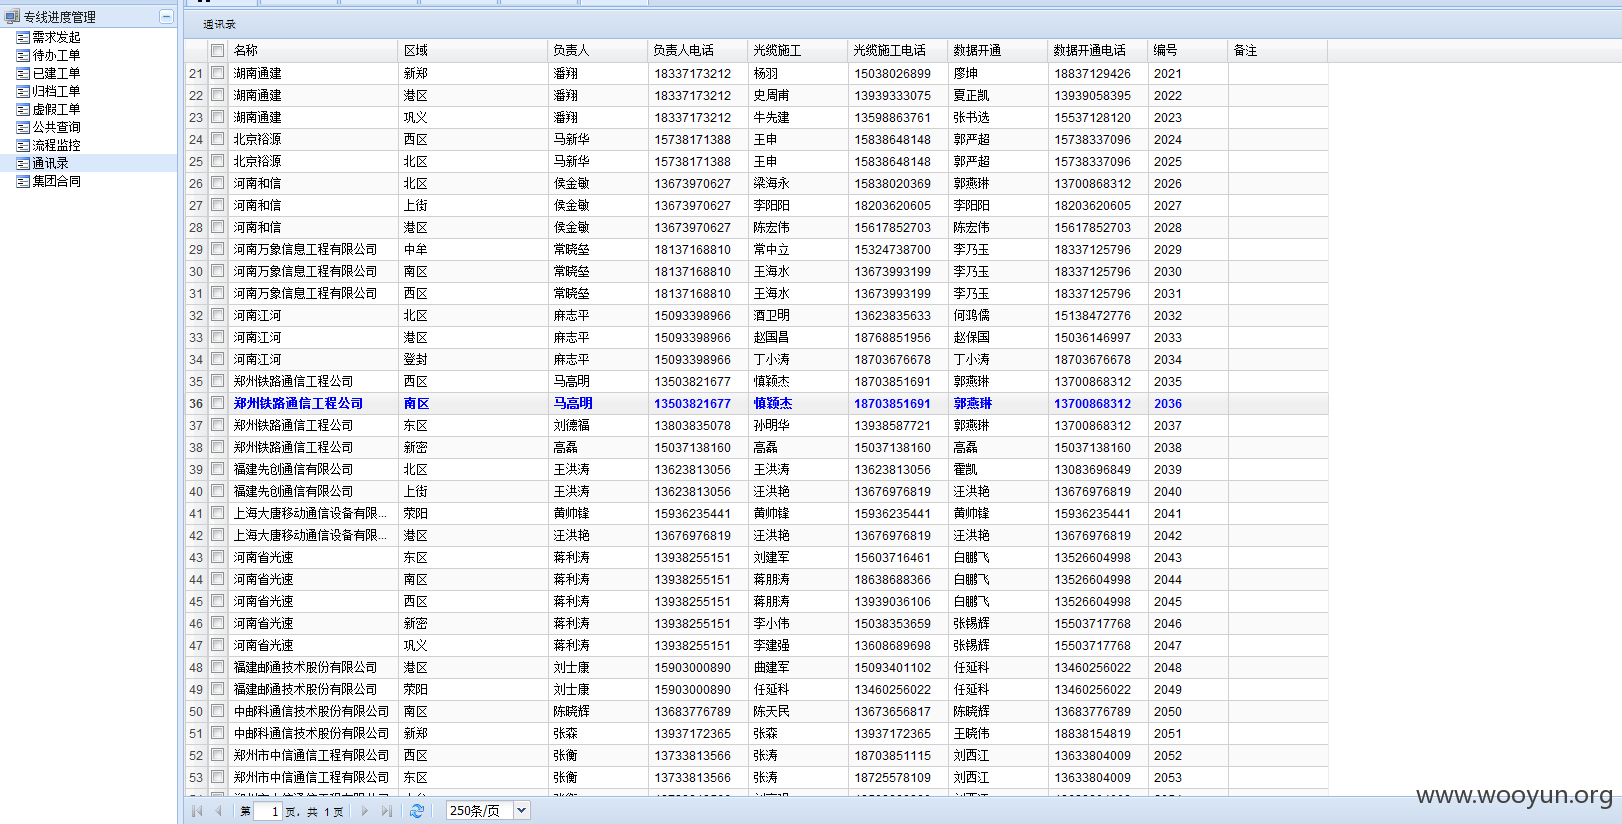 专线进度管理
需求发起
待办工单
已建工单
归档工单
虚假工单
公共查询
流程监控
通讯录
集团合同
通讯录
名称 区域 负责人 负责人电话 光缆施工 光缆施工电话 数据开通 数据开通电话 编号 备注
21 湖南通建 新郑 潘翔 18337173212 杨羽 15038026899 廖坤 18837129426 2021
22 湖南通建 港区 潘翔 18337173212 史周甫 13939333075 夏正凯 13939058395 2022
23 湖南通建 巩义 潘翔 18337173212 牛先建 13598863761 张书选 15537128120 2023
24 北京裕源 西区 马新华 15738171388 王申 15838648148 郭严超 15738337096 2024
25 北京裕源 北区 马新华 15738171388 王申 15838648148 郭严超 15738337096 2025
26 河南和信 北区 侯金敏 13673970627 梁海永 15838020369 郭燕琳 13700868312 2026
27 河南和信 上街 侯金敏 13673970627 李阳阳 18203620605 李阳阳 18203620605 2027
28 河南和信 港区 侯金敏 13673970627 陈宏伟 15617852703 陈宏伟 15617852703 2028
29 河南万象信息工程有限公司 中牟 常晓垒 18137168810 常中立 15324738700 李乃玉 18337125796 2029
30 河南万象信息工程有限公司 南区 常晓垒 18137168810 王海水 13673993199 李乃玉 18337125796 2030
31 河南万象信息工程有限公司 西区 常晓垒 18137168810 王海水 13673993199 李乃玉 18337125796 2031
32 河南江河 北区 麻志平 15093398966 酒卫明 13623835633 何鸿儒 15138472776 2032
33 河南江河 港区 麻志平 15093398966 赵国昌 18768851956 赵保国 15036146997 2033
34 河南江河 登封 麻志平 15093398966 丁小涛 18703676678 丁小涛 18703676678 2034
35 郑州铁路通信工程公司 西区 马高明 13503821677 慎颖杰 18703851691 郭燕琳 13700868312 2035
36 郑州铁路通信工程公司 南区 马高明 13503821677 慎颖杰 18703851691 郭燕琳 13700868312 2036
37 郑州铁路通信工程公司 东区 刘德福 13803835078 孙明华 13938587721 郭燕琳 13700868312 2037
38 郑州铁路通信工程公司 新密 高磊 15037138160 高磊 15037138160 高磊 15037138160 2038
39 福建先创通信有限公司 北区 王洪涛 13623813056 王洪涛 13623813056 霍凯 13083696849 2039
40 福建先创通信有限公司 上街 王洪涛 13623813056 汪洪艳 13676976819 汪洪艳 13676976819 2040
41 上海大唐移动通信设备有限... 荥阳 黄帅锋 15936235441 黄帅锋 15936235441 黄帅锋 15936235441 2041
42 上海大唐移动通信设备有限... 港区 汪洪艳 13676976819 汪洪艳 13676976819 汪洪艳 13676976819 2042
43 河南省光速 东区 蒋利涛 13938255151 刘建军 15603716461 白鹏飞 13526604998 2043
44 河南省光速 南区 蒋利涛 13938255151 蒋朋涛 18638688366 白鹏飞 13526604998 2044
45 河南省光速 西区 蒋利涛 13938255151 蒋朋涛 13939036106 白鹏飞 13526604998 2045
46 河南省光速 新密 蒋利涛 13938255151 李小伟 15038353659 张锡辉 15503717768 2046
47 河南省光速 巩义 蒋利涛 13938255151 李建强 13608689698 张锡辉 15503717768 2047
48 福建邮通技术股份有限公司 港区 刘士康 15903000890 曲建军 15093401102 任延科 13460256022 2048
49 福建邮通技术股份有限公司 荥阳 刘士康 15903000890 任延科 13460256022 任延科 13460256022 2049
50 中邮科通信技术股份有限公司 南区 陈晓辉 13683776789 陈天民 13673656817 陈晓辉 13683776789 2050
51 中邮科通信技术股份有限公司 新郑 张森 13937172365 张森 13937172365 王晓伟 18838154819 2051
52 郑州市中信通信工程有限公司 西区 张衡 13733813566 张涛 18703851115 刘西江 13633804009 2052
53 郑州市中信通信工程有限公司 东区 张衡 13733813566 张涛 18725578109 刘西江 13633804009 2053
第 1 页，共 1 页 250条/页
www.wooyun.org